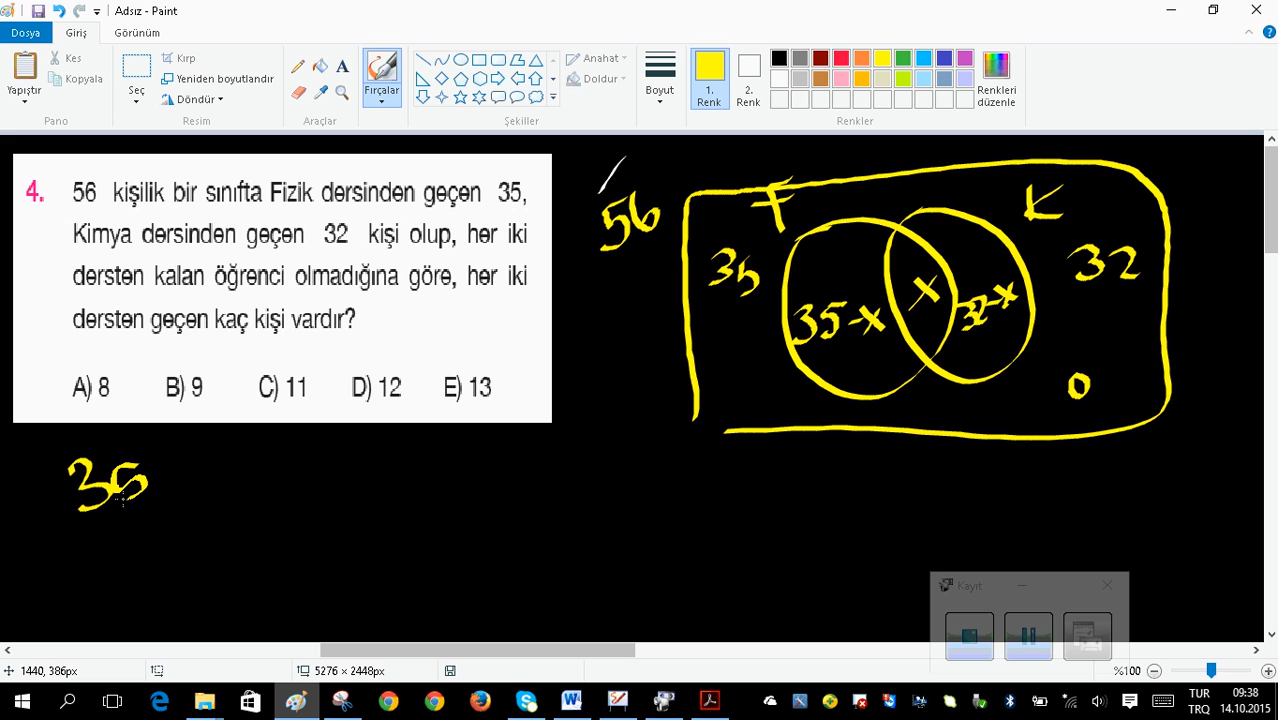 Adsız - Paint
Dosya Giriş Görünüm
Yapıştır
Kes
Kopyala
Pano
Seç
Kırp
Yeniden boyutlandır
Döndür
Resim
Araçlar
Fırçalar
Anahat
Doldur
Şekiller
Boyut
1. Renk
2. Renk
Renkleri düzenle
Renkler
4. 56 kişilik bir sınıfta Fizik dersinden geçen 35,
Kimya dersinden geçen 32 kişi olup, her iki
dersten kalan öğrenci olmadığına göre, her iki
dersten geçen kaç kişi vardır?
A) 8 B) 9 C) 11 D) 12 E) 13
56
F K
35 32
35-x x 32-x
0
35
Kayıt
1440, 386px
5276 × 2448px
%100
TUR
TRQ
09:38
14.10.2015